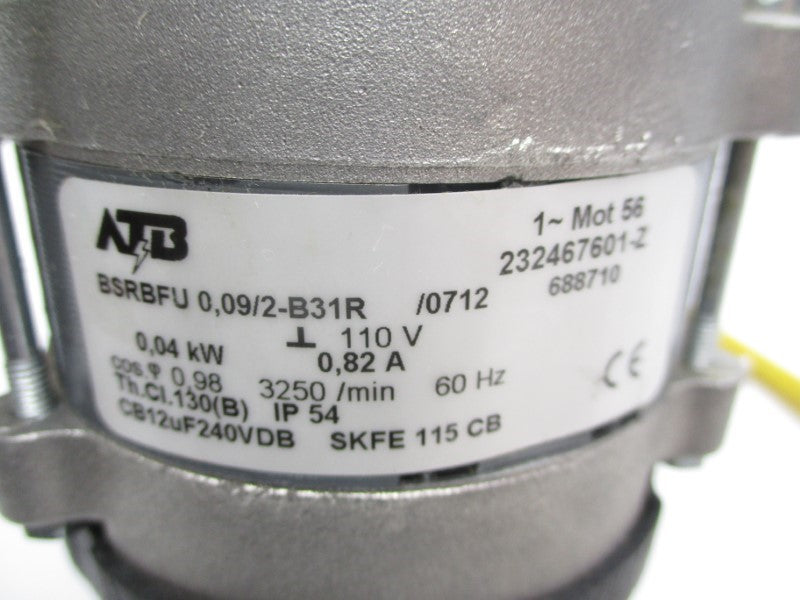 ATB
1~ Mot 56
232467601-Z
688710
BSRBFU 0,09/2-B31R /0712
⊥ 110 V
0,04 kW 0,82 A
cos φ 0,98 3250 /min 60 Hz
Th.Cl.130(B) IP 54
CB12uF240VDB SKFE 115 CB
CE